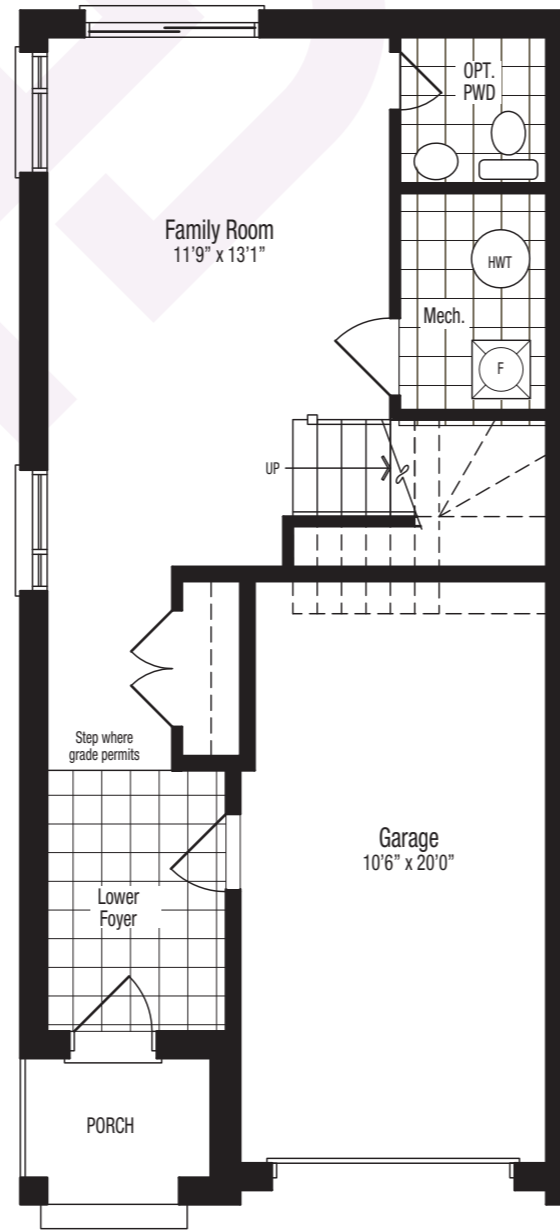 OPT.
PWD
Family Room
11'9" x 13'1"
HWT
Mech.
F
UP
Step where
grade permits
Garage
10'6" x 20'0"
Lower
Foyer
PORCH